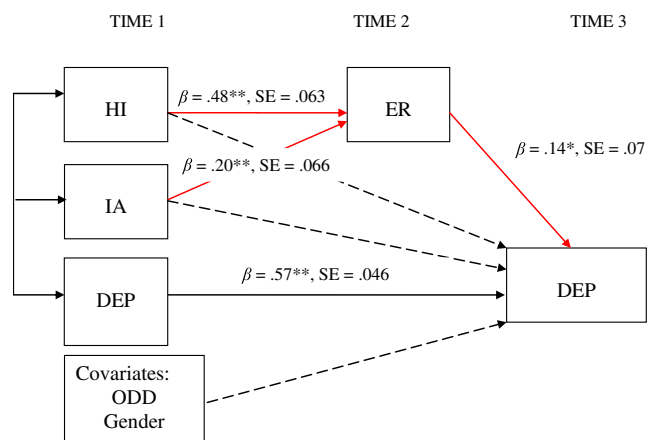 TIME 1
TIME 2
TIME 3
HI
β = .48**, SE = .063
ER
β = .14*, SE = .07
β = .20**, SE = .066
IA
β = .57**, SE = .046
DEP
DEP
Covariates:
ODD
Gender